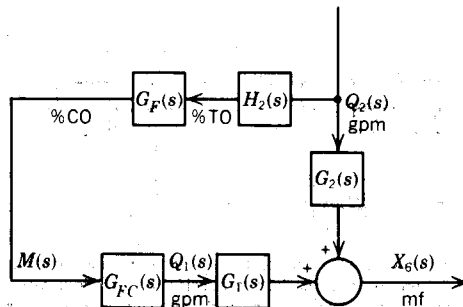 G_F(s)
H_2(s)
Q_2(s)
gpm
%CO
%TO
G_2(s)
+
M(s)
G_FC(s)
Q_1(s)
gpm
G_1(s)
+
X_6(s)
mf